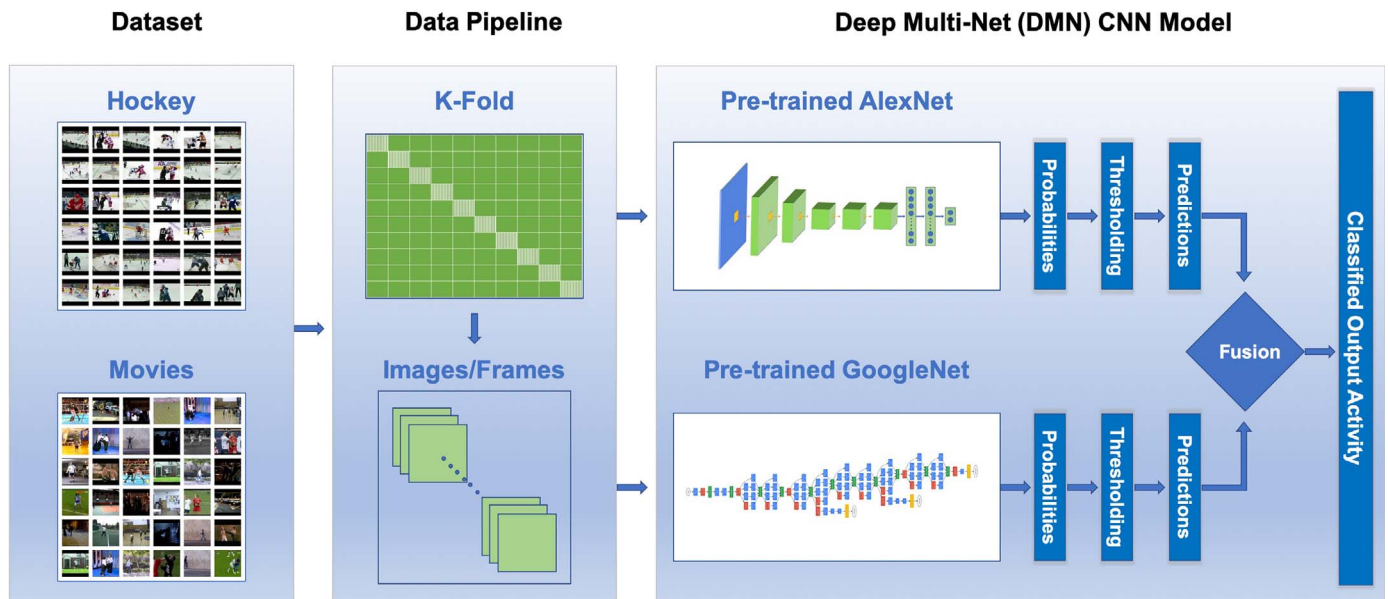 Dataset
Data Pipeline
Deep Multi-Net (DMN) CNN Model
Hockey
K-Fold
Pre-trained AlexNet
Probabilities
Thresholding
Predictions
Movies
Images/Frames
Pre-trained GoogleNet
Probabilities
Thresholding
Predictions
Fusion
Classified Output Activity